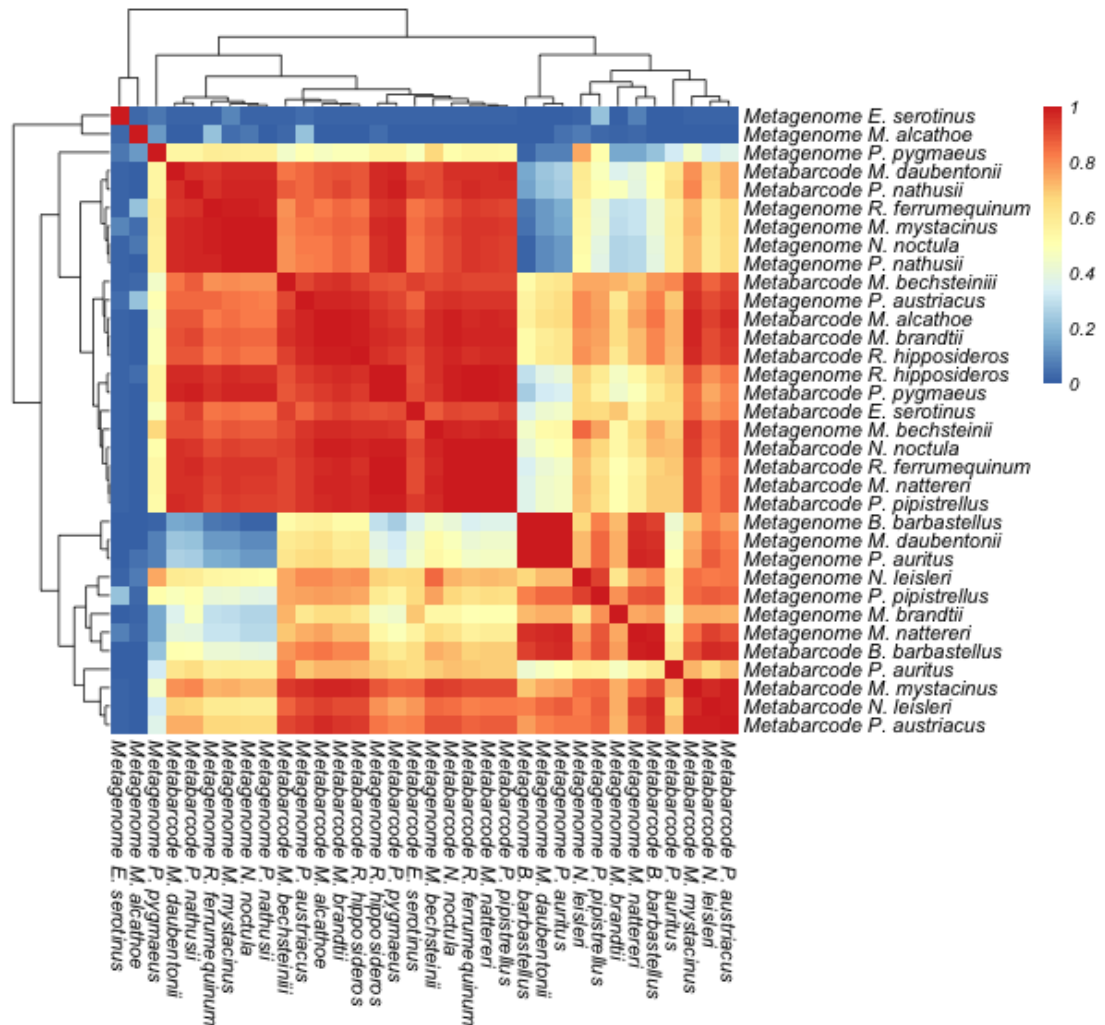 Metagenome E. serotinus
Metagenome M. alcathoe
Metagenome P. pygmaeus
Metabarcode M. daubentonii
Metabarcode P. nathusii
Metagenome R. ferrumequinum
Metagenome M. mystacinus
Metagenome N. noctula
Metagenome P. nathusii
Metabarcode M. bechsteiniii
Metagenome P. austriacus
Metabarcode M. alcathoe
Metabarcode M. brandtii
Metabarcode R. hipposideros
Metagenome R. hipposideros
Metabarcode P. pygmaeus
Metabarcode E. serotinus
Metagenome M. bechsteinii
Metabarcode N. noctula
Metabarcode R. ferrumequinum
Metabarcode M. nattereri
Metabarcode P. pipistrellus
Metagenome B. barbastellus
Metagenome M. daubentonii
Metagenome P. auritus
Metagenome N. leisleri
Metagenome P. pipistrellus
Metagenome M. brandtii
Metagenome M. nattereri
Metabarcode B. barbastellus
Metabarcode P. auritus
Metabarcode M. mystacinus
Metabarcode N. leisleri
Metabarcode P. austriacus
1
0.8
0.6
0.4
0.2
0
Metagenome E. serotinus
Metagenome M. alcathoe
Metagenome P. pygmaeus
Metabarcode M. daubentonii
Metabarcode P. nathusii
Metagenome R. ferrumequinum
Metagenome M. mystacinus
Metagenome N. noctula
Metagenome P. nathusii
Metabarcode M. bechsteiniii
Metagenome P. austriacus
Metabarcode M. alcathoe
Metabarcode M. brandtii
Metabarcode R. hipposideros
Metagenome R. hipposideros
Metabarcode P. pygmaeus
Metabarcode E. serotinus
Metagenome M. bechsteinii
Metabarcode N. noctula
Metabarcode R. ferrumequinum
Metabarcode M. nattereri
Metabarcode P. pipistrellus
Metagenome B. barbastellus
Metagenome M. daubentonii
Metagenome P. auritus
Metagenome N. leisleri
Metagenome P. pipistrellus
Metagenome M. brandtii
Metagenome M. nattereri
Metabarcode B. barbastellus
Metabarcode P. auritus
Metabarcode M. mystacinus
Metabarcode N. leisleri
Metabarcode P. austriacus